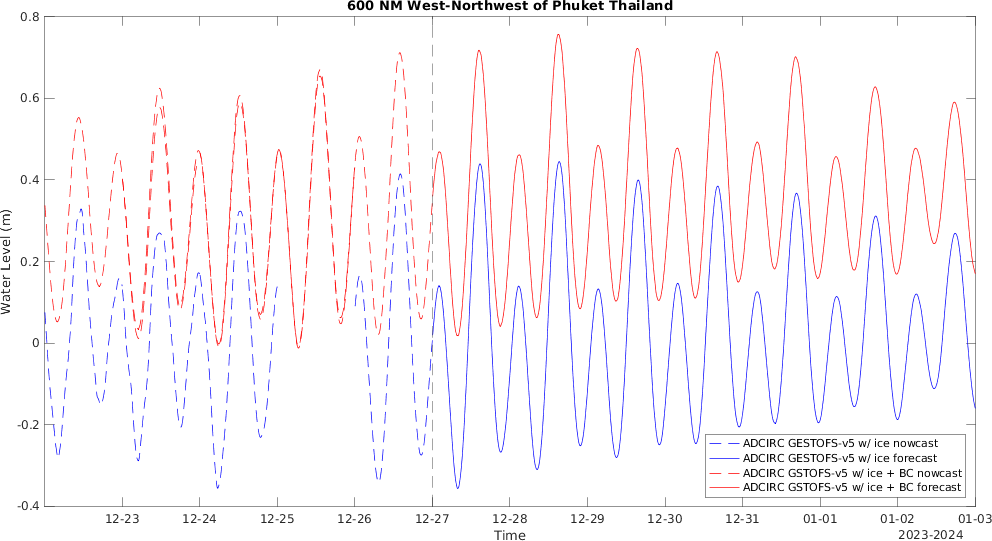 600 NM West-Northwest of Phuket Thailand
0.8
0.6
0.4
0.2
0
-0.2
-0.4
Water Level (m)
ADCIRC GESTOFS-v5 w/ ice nowcast
ADCIRC GESTOFS-v5 w/ ice forecast
ADCIRC GSTOFS-v5 w/ ice + BC nowcast
ADCIRC GSTOFS-v5 w/ ice + BC forecast
12-23 12-24 12-25 12-26 12-27 12-28 12-29 12-30 12-31 01-01 01-02 01-03
Time
2023-2024